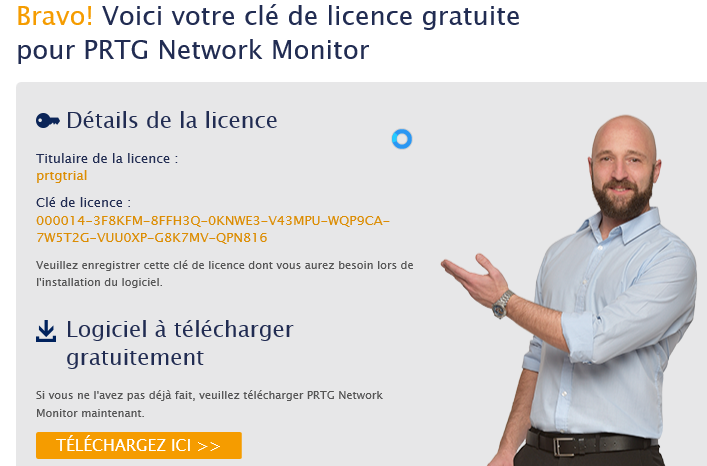 Bravo! Voici votre clé de licence gratuite
pour PRTG Network Monitor
Détails de la licence
Titulaire de la licence :
prtgtrial
Clé de licence :
000014-3F8KFM-8FFH3Q-0KNWE3-V43MPU-WQP9CA-
7W5T2G-VUU0XP-G8K7MV-QPN816
Veuillez enregistrer cette clé de licence dont vous aurez besoin lors de
l'installation du logiciel.
Logiciel à télécharger
gratuitement
Si vous ne l'avez pas déjà fait, veuillez télécharger PRTG Network
Monitor maintenant.
TÉLÉCHARGEZ ICI >>